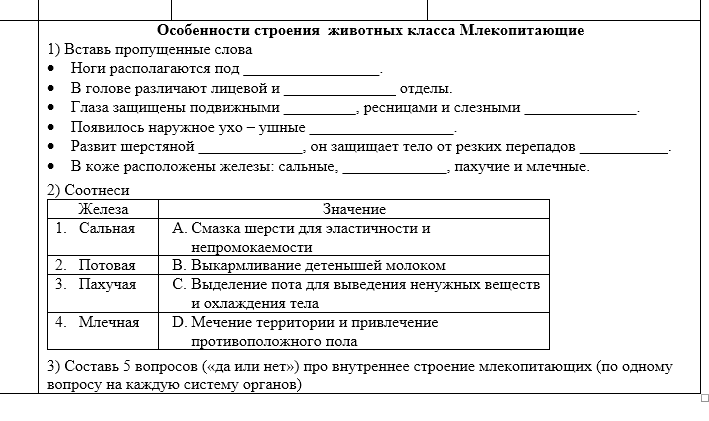 Особенности строения животных класса Млекопитающие
1) Вставь пропущенные слова
• Ноги располагаются под __________________.
• В голове различают лицевой и _______________ отделы.
• Глаза защищены подвижными _________, ресницами и слезными _______________.
• Появилось наружное ухо – ушные ___________________.
• Развит шерстяной ______________, он защищает тело от резких перепадов ____________.
• В коже расположены железы: сальные, ______________, пахучие и млечные.
2) Соотнеси
Железа Значение
1. Сальная A. Смазка шерсти для эластичности и
непромокаемости
2. Потовая B. Выкармливание детенышей молоком
3. Пахучая C. Выделение пота для выведения ненужных веществ
и охлаждения тела
4. Млечная D. Мечение территории и привлечение
противоположного пола
3) Составь 5 вопросов («да или нет») про внутреннее строение млекопитающих (по одному
вопросу на каждую систему органов)